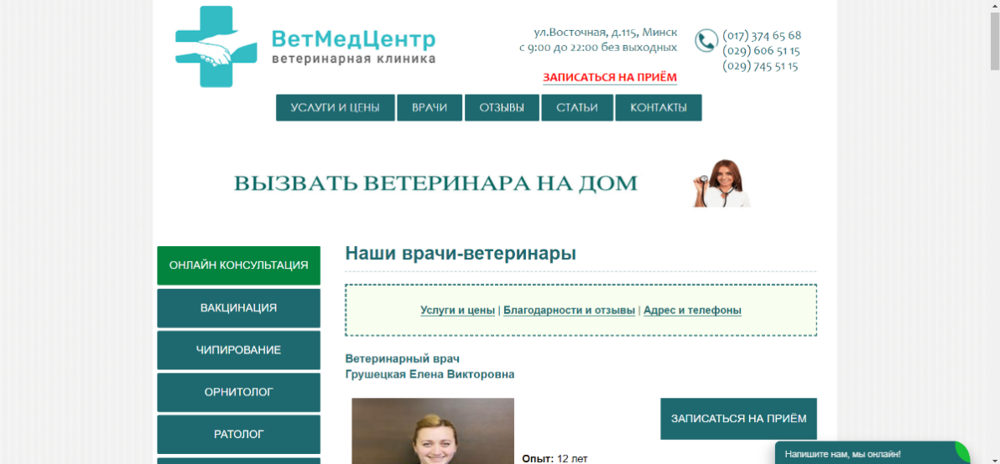 ВетМедЦентр
ветеринарная клиника
ул.Восточная, д.115, Минск
с 9:00 до 22:00 без выходных
ЗАПИСАТЬСЯ НА ПРИЁМ
(017) 374 65 68
(029) 606 51 15
(029) 745 51 15
УСЛУГИ И ЦЕНЫ
ВРАЧИ
ОТЗЫВЫ
СТАТЬИ
КОНТАКТЫ
ВЫЗВАТЬ ВЕТЕРИНАРА НА ДОМ
ОНЛАЙН КОНСУЛЬТАЦИЯ
ВАКЦИНАЦИЯ
ЧИПИРОВАНИЕ
ОРНИТОЛОГ
РАТОЛОГ
Наши врачи-ветеринары
Услуги и цены | Благодарности и отзывы | Адрес и телефоны
Ветеринарный врач
Грушецкая Елена Викторовна
ЗАПИСАТЬСЯ НА ПРИЁМ
Опыт: 12 лет
Напишите нам, мы онлайн!